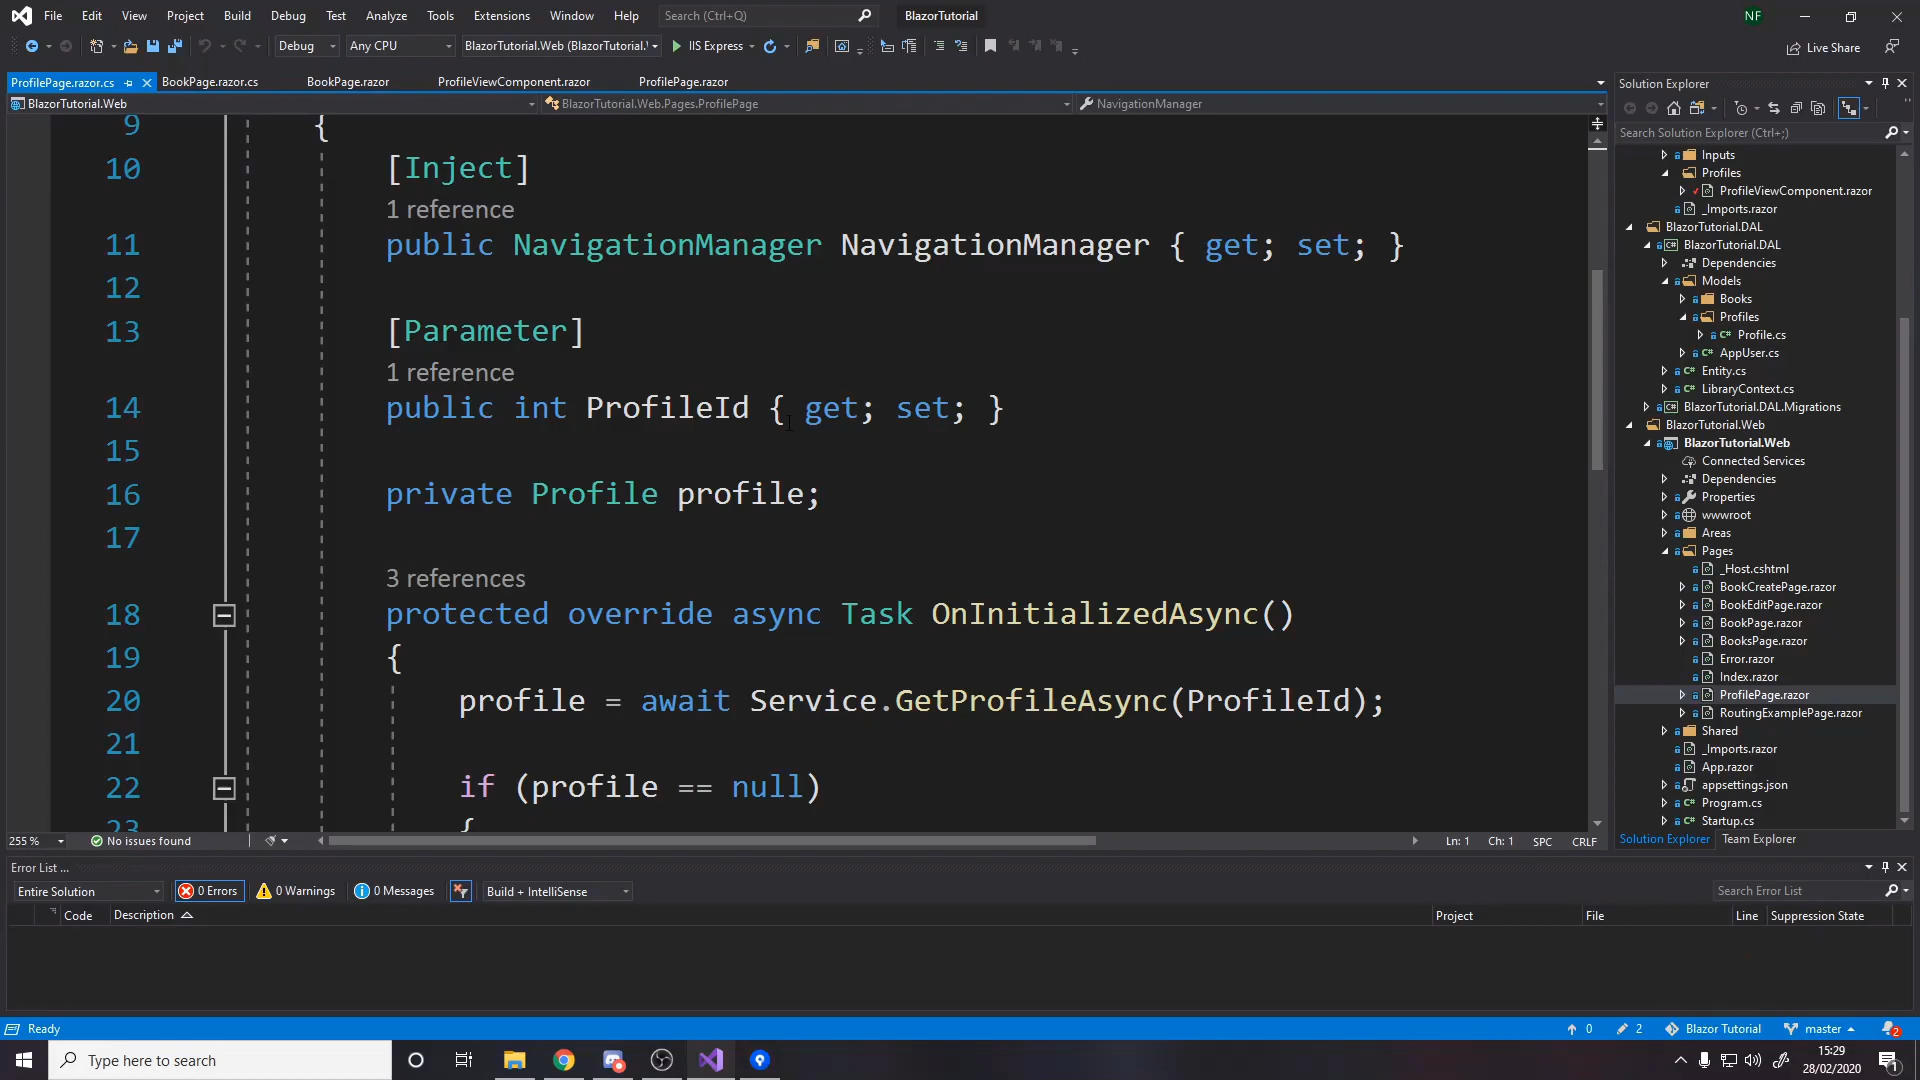 File Edit View Project Build Debug Test Analyze Tools Extensions Window Help Search (Ctrl+Q) BlazorTutorial NF
Debug Any CPU BlazorTutorial.Web (BlazorTutorial.\ IIS Express Live Share
ProfilePage.razor.cs BookPage.razor.cs BookPage.razor ProfileViewComponent.razor ProfilePage.razor
BlazorTutorial.Web BlazorTutorial.Web.Pages.ProfilePage NavigationManager
9 {
10 [Inject]
1 reference
11 public NavigationManager NavigationManager { get; set; }
12
13 [Parameter]
1 reference
14 public int ProfileId { get; set; }
15
16 private Profile profile;
17
3 references
18 protected override async Task OnInitializedAsync()
19 {
20 profile = await Service.GetProfileAsync(ProfileId);
21
22 if (profile == null)
23 {
255 % No issues found Ln: 1 Ch: 1 SPC CRLF
Solution Explorer
Search Solution Explorer (Ctrl+;)
Inputs
Profiles
ProfileViewComponent.razor
_Imports.razor
BlazorTutorial.DAL
BlazorTutorial.DAL
Dependencies
Models
Books
Profiles
Profile.cs
AppUser.cs
Entity.cs
LibraryContext.cs
BlazorTutorial.DAL.Migrations
BlazorTutorial.Web
BlazorTutorial.Web
Connected Services
Dependencies
Properties
wwwroot
Areas
Pages
_Host.cshtml
BookCreatePage.razor
BookEditPage.razor
BookPage.razor
BooksPage.razor
Error.razor
Index.razor
ProfilePage.razor
RoutingExamplePage.razor
Shared
_Imports.razor
App.razor
appsettings.json
Program.cs
Startup.cs
Solution Explorer Team Explorer
Error List ...
Entire Solution 0 Errors 0 Warnings 0 Messages Build + IntelliSense Search Error List
Code Description Project File Line Suppression State
Ready 0 2 Blazor Tutorial master 2
Type here to search 15:29
28/02/2020 1